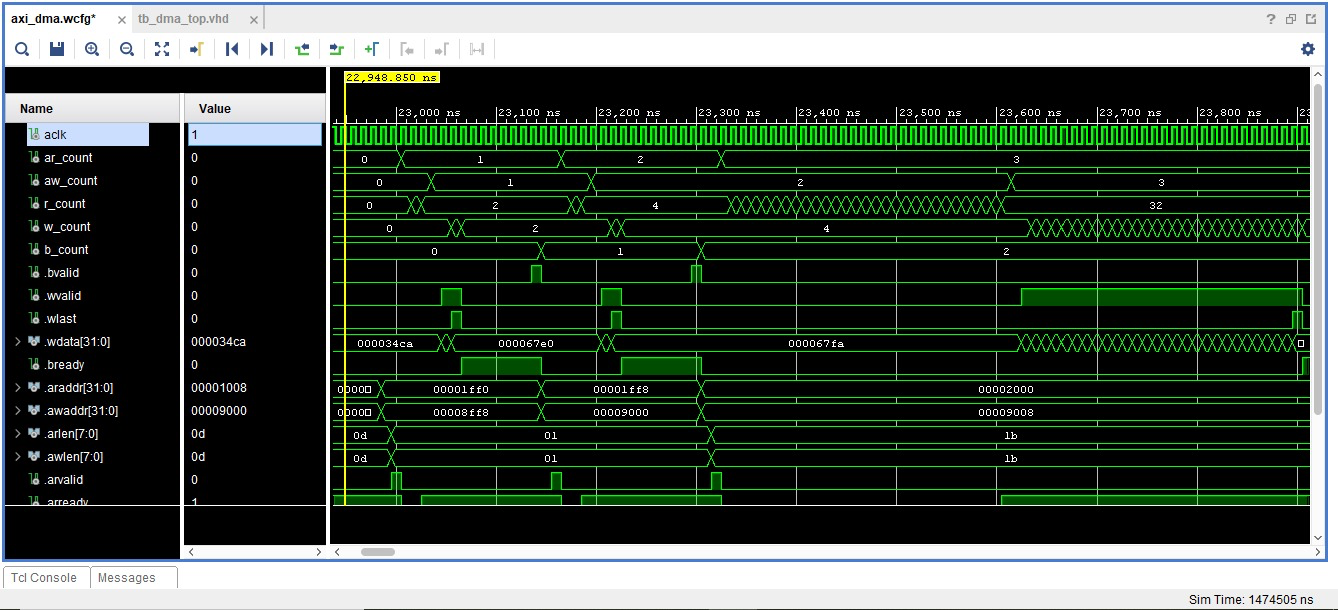 axi_dma.wcfg* × tb_dma_top.vhd ×
?
22,948.850 ns
Name Value
23,000 ns 23,100 ns 23,200 ns 23,300 ns 23,400 ns 23,500 ns 23,600 ns 23,700 ns 23,800 ns 23
aclk 1
ar_count 0 0 1 2 3
aw_count 0 0 1 2 3
r_count 0 0 2 4 32
w_count 0 0 2 4
b_count 0 0 1 2
.bvalid 0
.wvalid 0
.wlast 0
.wdata[31:0] 000034ca 000034ca 000067e0 000067fa
.bready 0
.araddr[31:0] 00001008 0000 00001ff0 00001ff8 00002000
.awaddr[31:0] 00009000 0000 00008ff8 00009000 00009008
.arlen[7:0] 0d 0d 01 1b
.awlen[7:0] 0d 0d 01 1b
.arvalid 0
.arready 1
Tcl Console Messages
Sim Time: 1474505 ns